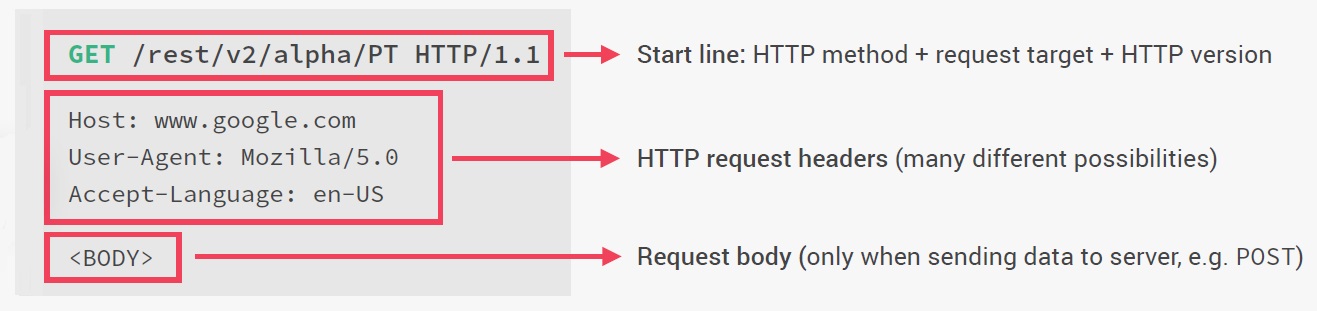 GET /rest/v2/alpha/PT HTTP/1.1
Start line: HTTP method + request target + HTTP version
Host: www.google.com
User-Agent: Mozilla/5.0
Accept-Language: en-US
HTTP request headers (many different possibilities)
<BODY>
Request body (only when sending data to server, e.g. POST)